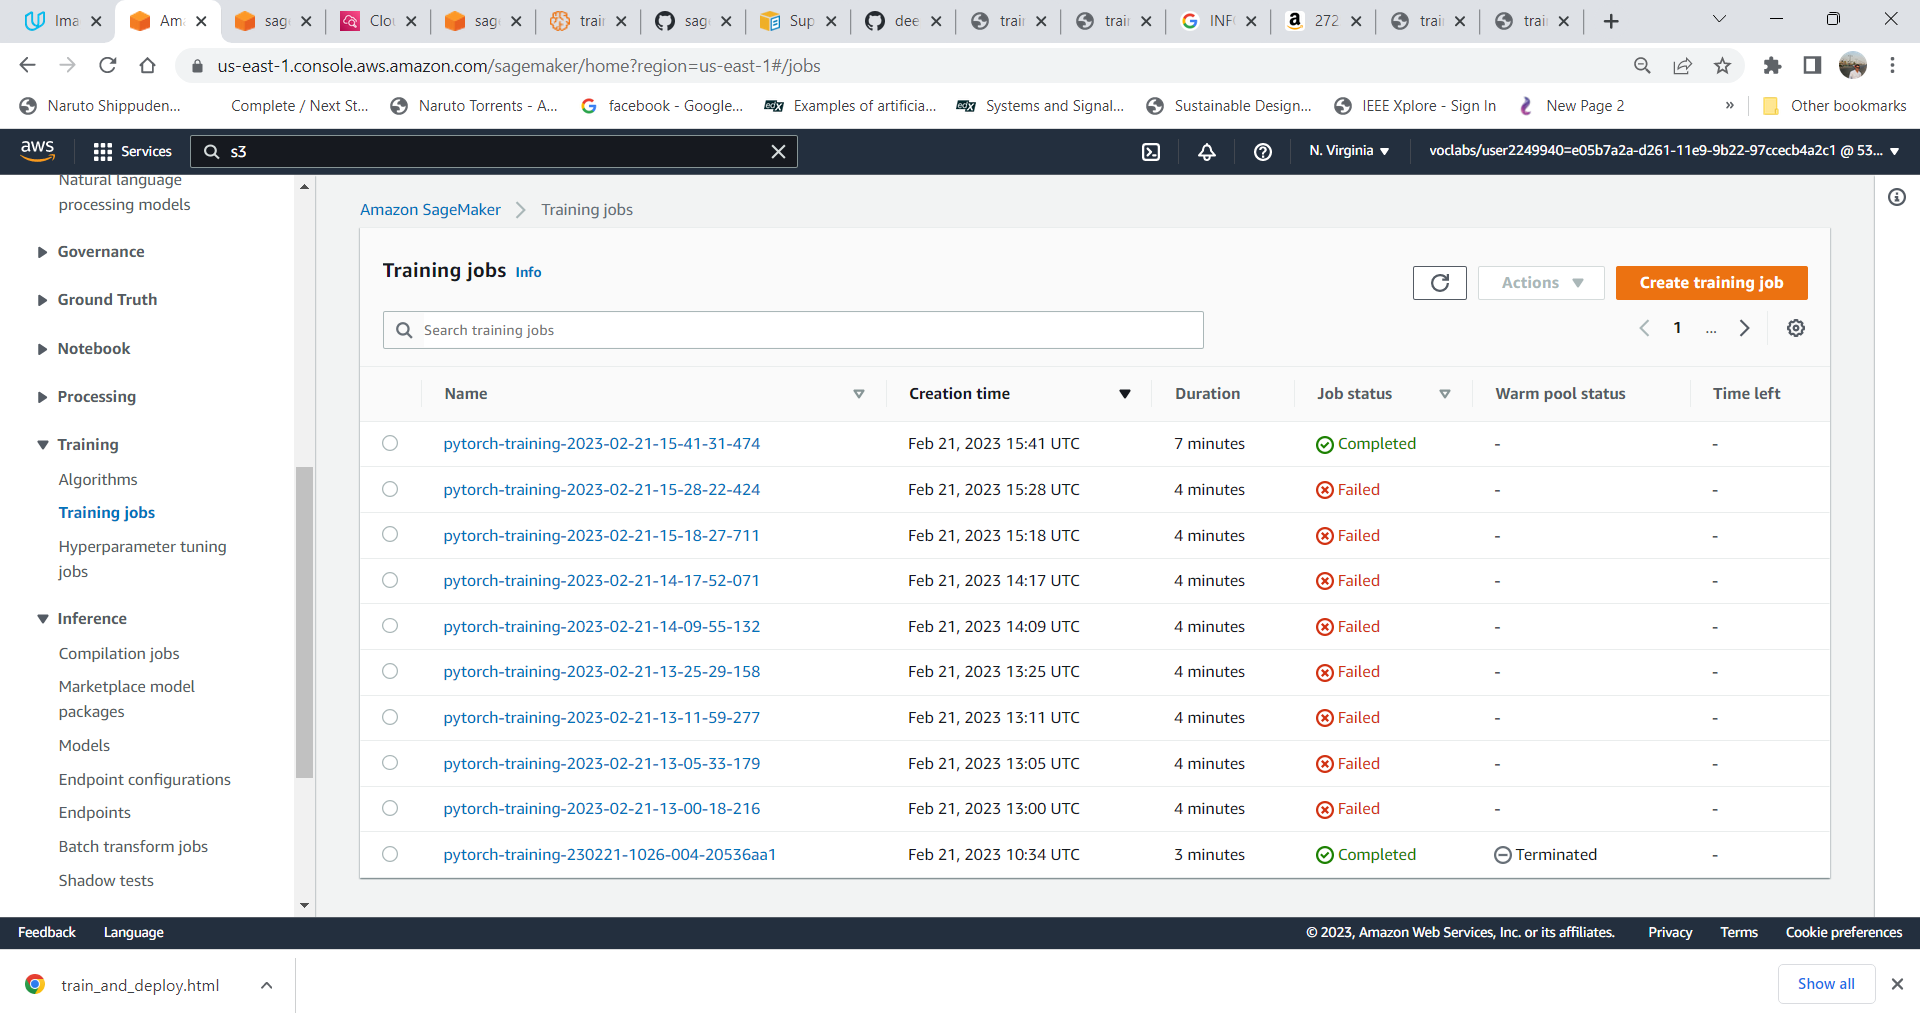 Ima
Am
sag
Clou
sage
train
sage
Sup
dee
train
train
INF
272
train
train
us-east-1.console.aws.amazon.com/sagemaker/home?region=us-east-1#/jobs
Naruto Shippuden...
Complete / Next St...
Naruto Torrents - A...
facebook - Google...
edX
Examples of artificia...
edX
Systems and Signal...
Sustainable Design...
IEEE Xplore - Sign In
New Page 2
»
Other bookmarks
aws
Services
s3
N. Virginia
voclabs/user2249940=e05b7a2a-d261-11e9-9b22-97ccecb4a2c1 @ 53...
Natural language
processing models
Governance
Ground Truth
Notebook
Processing
Training
Algorithms
Training jobs
Hyperparameter tuning
jobs
Inference
Compilation jobs
Marketplace model
packages
Models
Endpoint configurations
Endpoints
Batch transform jobs
Shadow tests
Amazon SageMaker > Training jobs
Training jobs Info
Actions
Create training job
Search training jobs
1 ...
Name Creation time Duration Job status Warm pool status Time left
pytorch-training-2023-02-21-15-41-31-474 Feb 21, 2023 15:41 UTC 7 minutes Completed - -
pytorch-training-2023-02-21-15-28-22-424 Feb 21, 2023 15:28 UTC 4 minutes Failed - -
pytorch-training-2023-02-21-15-18-27-711 Feb 21, 2023 15:18 UTC 4 minutes Failed - -
pytorch-training-2023-02-21-14-17-52-071 Feb 21, 2023 14:17 UTC 4 minutes Failed - -
pytorch-training-2023-02-21-14-09-55-132 Feb 21, 2023 14:09 UTC 4 minutes Failed - -
pytorch-training-2023-02-21-13-25-29-158 Feb 21, 2023 13:25 UTC 4 minutes Failed - -
pytorch-training-2023-02-21-13-11-59-277 Feb 21, 2023 13:11 UTC 4 minutes Failed - -
pytorch-training-2023-02-21-13-05-33-179 Feb 21, 2023 13:05 UTC 4 minutes Failed - -
pytorch-training-2023-02-21-13-00-18-216 Feb 21, 2023 13:00 UTC 4 minutes Failed - -
pytorch-training-230221-1026-004-20536aa1 Feb 21, 2023 10:34 UTC 3 minutes Completed Terminated -
Feedback Language
© 2023, Amazon Web Services, Inc. or its affiliates. Privacy Terms Cookie preferences
train_and_deploy.html
Show all